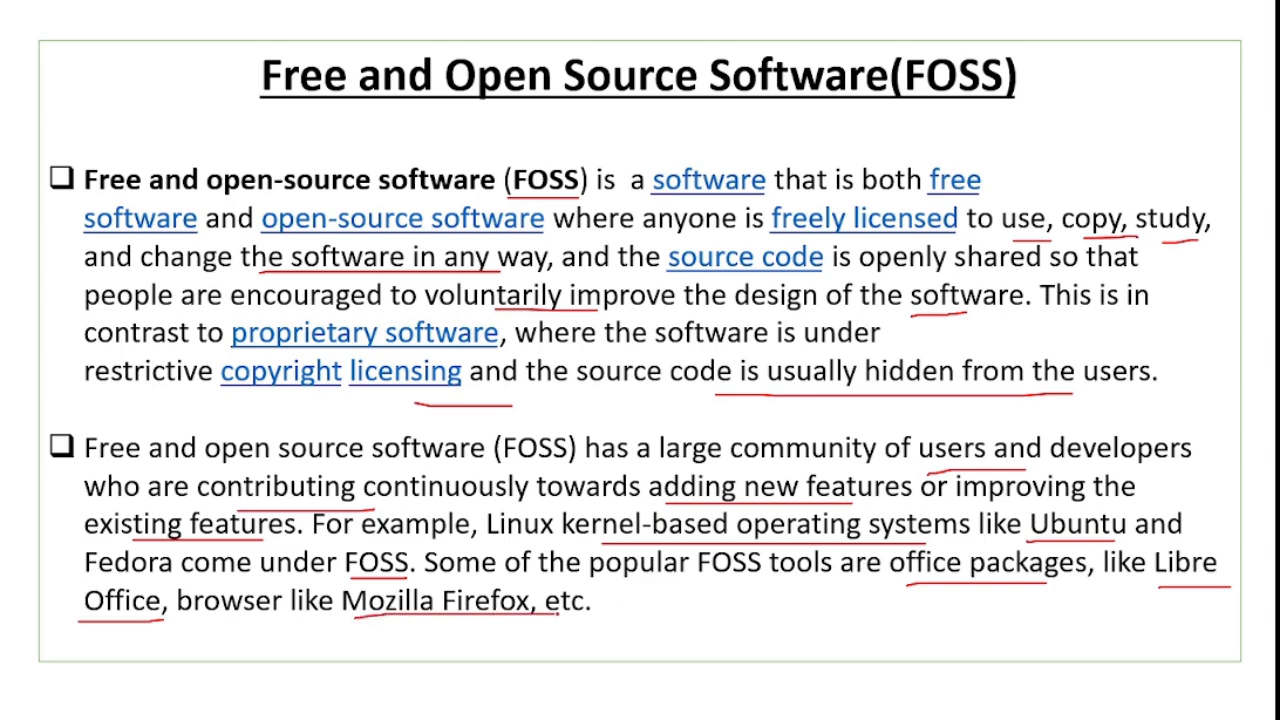 Free and Open Source Software(FOSS)
❑ Free and open-source software (FOSS) is a software that is both free
software and open-source software where anyone is freely licensed to use, copy, study,
and change the software in any way, and the source code is openly shared so that
people are encouraged to voluntarily improve the design of the software. This is in
contrast to proprietary software, where the software is under
restrictive copyright licensing and the source code is usually hidden from the users.
❑ Free and open source software (FOSS) has a large community of users and developers
who are contributing continuously towards adding new features or improving the
existing features. For example, Linux kernel-based operating systems like Ubuntu and
Fedora come under FOSS. Some of the popular FOSS tools are office packages, like Libre
Office, browser like Mozilla Firefox, etc.